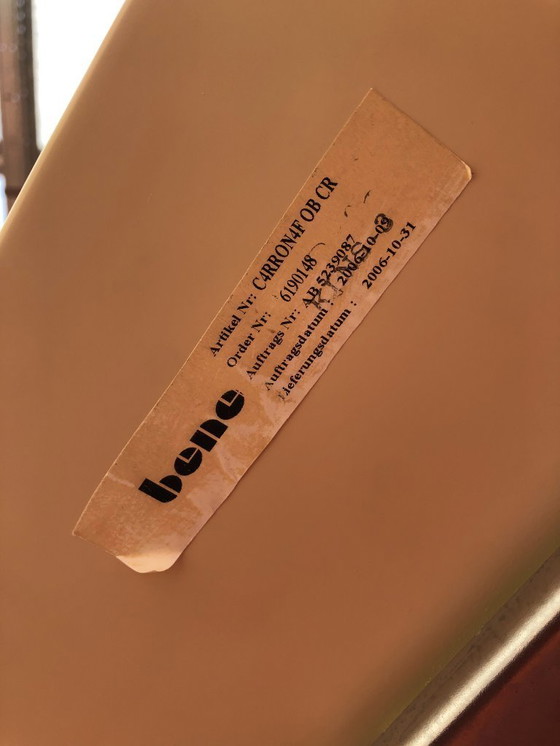 bene
Artikel Nr: C4RRON4F OB CR
Order Nr: 6190148
Auftrags Nr: AB 5239087
Auftragsdatum : 2006-10-09
Lieferungsdatum : 2006-10-31